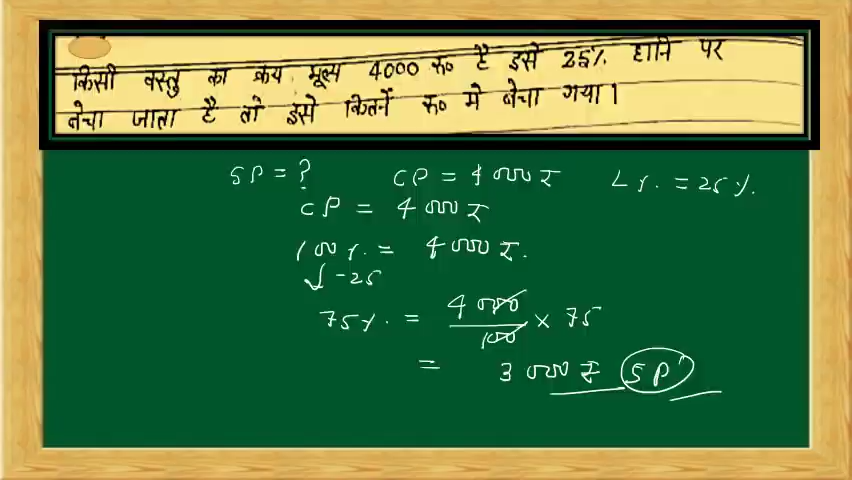 किसी वस्तु का क्रय मूल्य 4000 रू० है इसे 25% हानि पर
बेचा जाता है तो इसे कितने रू० मे बेचा गया।
SP = ? CP = 4000₹ L%. = 25%.
CP = 4000₹
100%. = 4000₹.
↓ -25
75%. = 4000/100 × 75
= 3000₹ SP